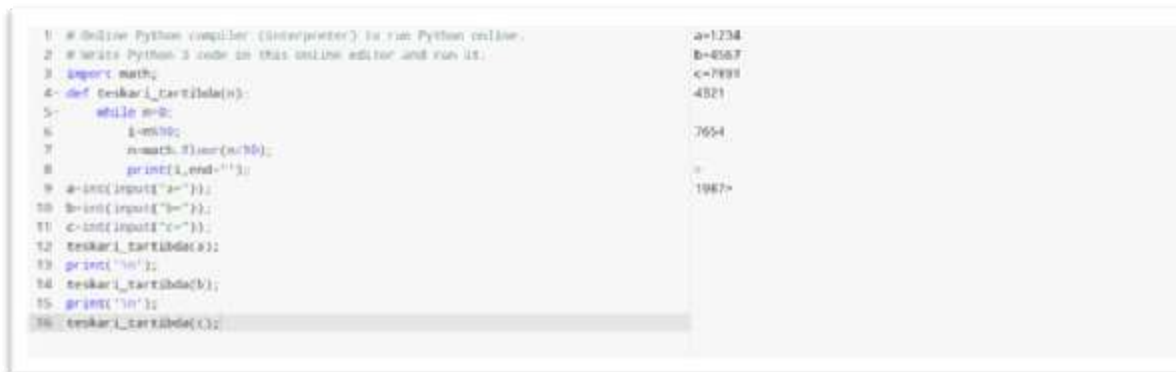 1 # Online Python compiler (interpreter) to run Python online.
2 # Write Python 3 code in this online editor and run it.
3 import math;
4 def teskari_tartibda(n):
5 while n>0:
6 i=n%10;
7 n=math.floor(n/10);
8 print(i,end='');
9 a=int(input("a="));
10 b=int(input("b="));
11 c=int(input("c="));
12 teskari_tartibda(a);
13 print('\n');
14 teskari_tartibda(b);
15 print('\n');
16 teskari_tartibda(c);
a=1234
b=4567
c=7891
4321
7654
1987>